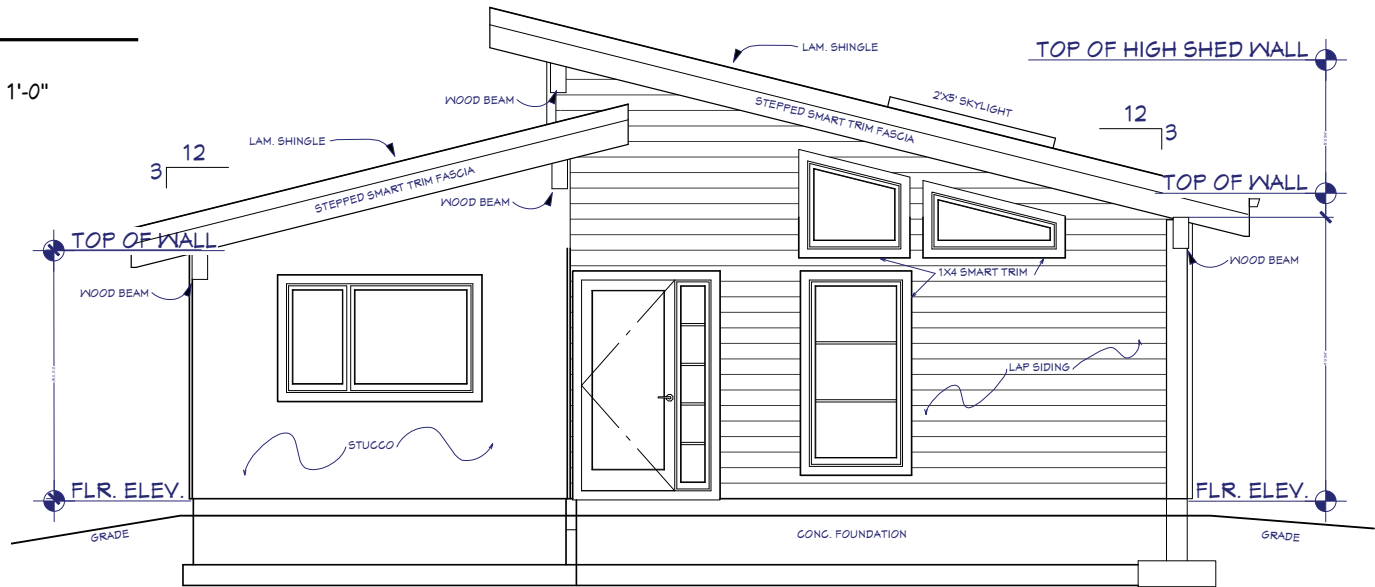 1'-0"
LAM. SHINGLE
TOP OF HIGH SHED WALL
WOOD BEAM
2'X5' SKYLIGHT
STEPPED SMART TRIM FASCIA
12
3
LAM. SHINGLE
12
3
STEPPED SMART TRIM FASCIA
WOOD BEAM
TOP OF WALL
TOP OF WALL
WOOD BEAM
1X4 SMART TRIM
WOOD BEAM
LAP SIDING
STUCCO
FLR. ELEV.
FLR. ELEV.
GRADE
CONC. FOUNDATION
GRADE